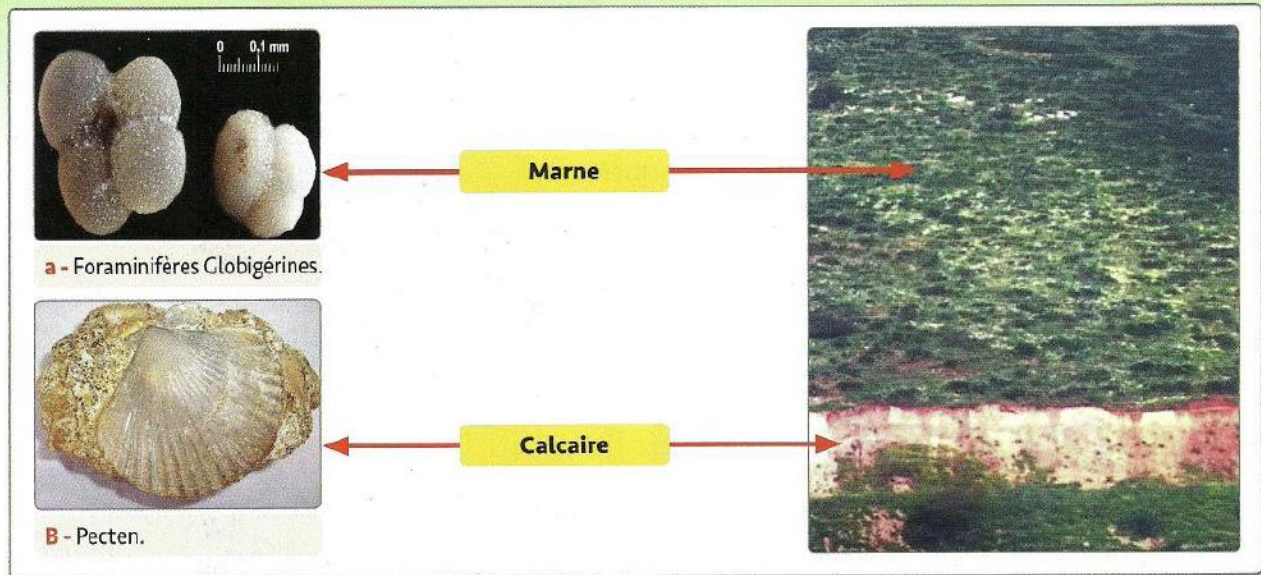 0 0,1 mm
Marne
a - Foraminifères Globigérines.
Calcaire
B - Pecten.